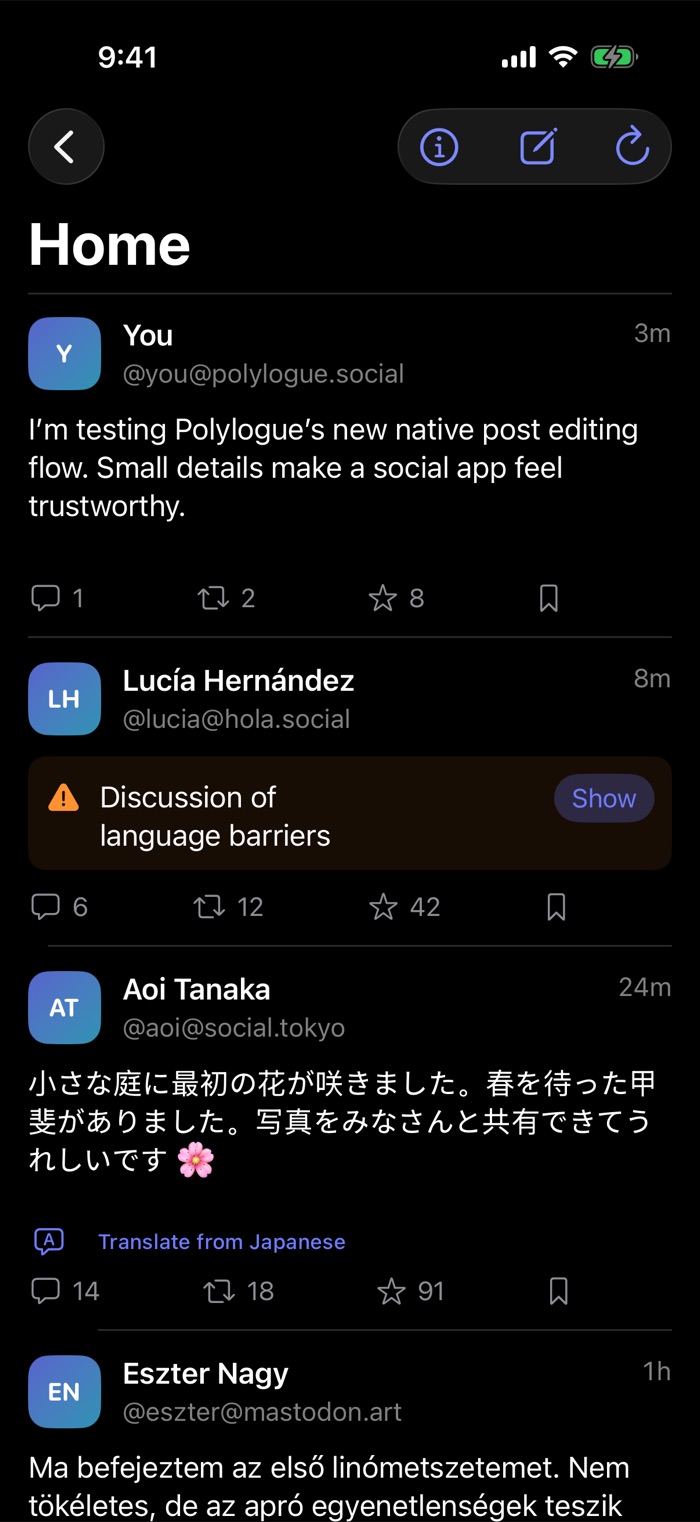 9:41
Home
Y
You
3m
@you@polylogue.social
I’m testing Polylogue’s new native post editing
flow. Small details make a social app feel
trustworthy.
1
2
8
LH
Lucía Hernández
8m
@lucia@hola.social
Discussion of
language barriers
Show
6
12
42
AT
Aoi Tanaka
24m
@aoi@social.tokyo
小さな庭に最初の花が咲きました。春を待った甲
斐がありました。写真をみなさんと共有できてう
れしいです 🌸
A
Translate from Japanese
14
18
91
EN
Eszter Nagy
1h
@eszter@mastodon.art
Ma befejeztem az első linómetszetemet. Nem
tökéletes, de az apró egyenetlenségek teszik